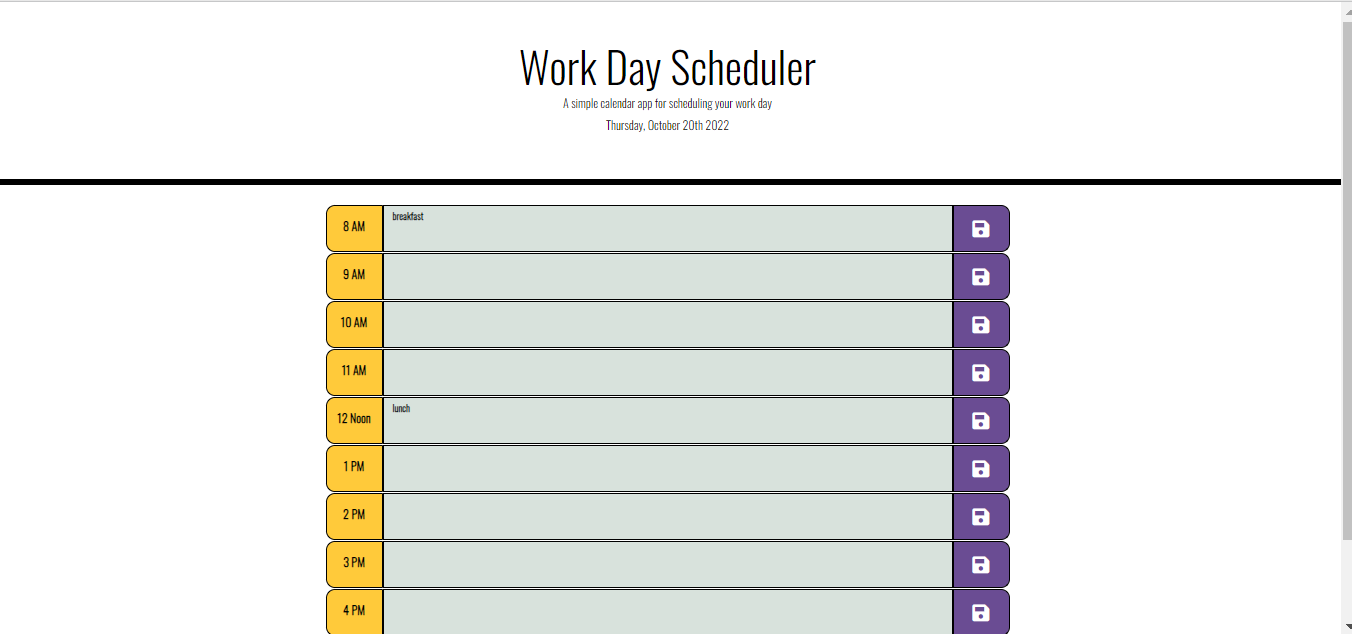 Work Day Scheduler
A simple calendar app for scheduling your work day
Thursday, October 20th 2022
8 AM
breakfast
9 AM
10 AM
11 AM
12 Noon
lunch
1 PM
2 PM
3 PM
4 PM